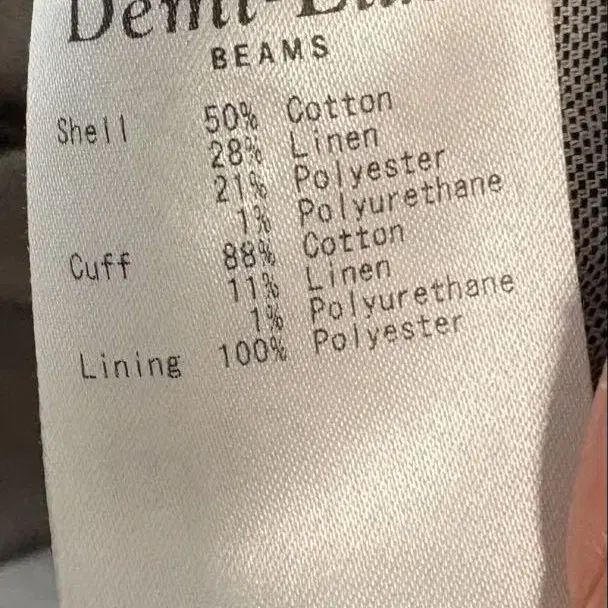 BEAMS
Shell 50% Cotton
28% Linen
21% Polyester
1% Polyurethane
Cuff 88% Cotton
11% Linen
1% Polyurethane
Lining 100% Polyester